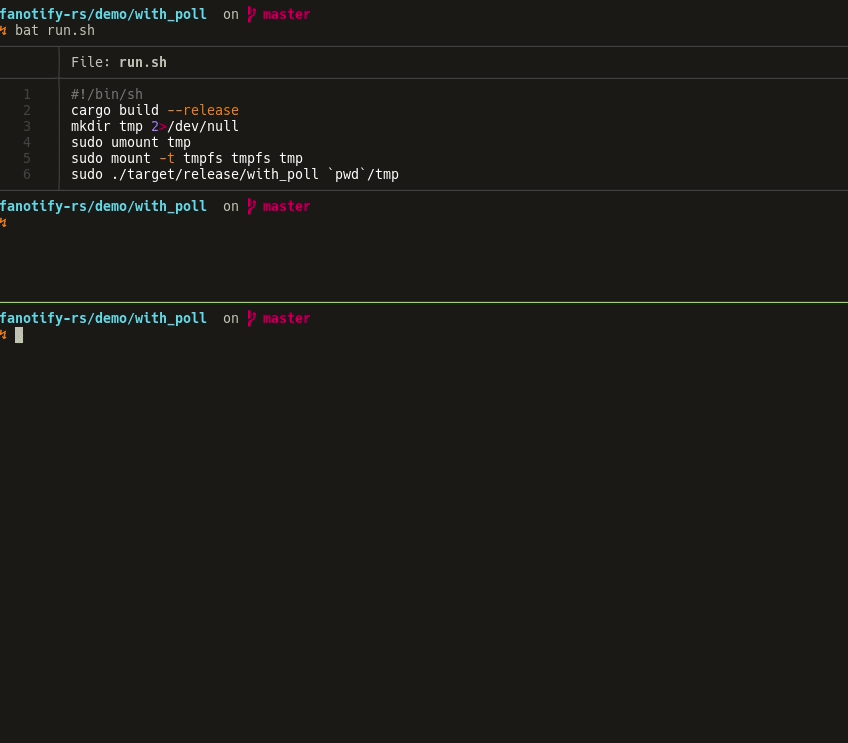 fanotify-rs/demo/with_poll on master
↯ bat run.sh
File: run.sh
1 #!/bin/sh
2 cargo build --release
3 mkdir tmp 2>/dev/null
4 sudo umount tmp
5 sudo mount -t tmpfs tmpfs tmp
6 sudo ./target/release/with_poll `pwd`/tmp
fanotify-rs/demo/with_poll on master
↯
fanotify-rs/demo/with_poll on master
↯